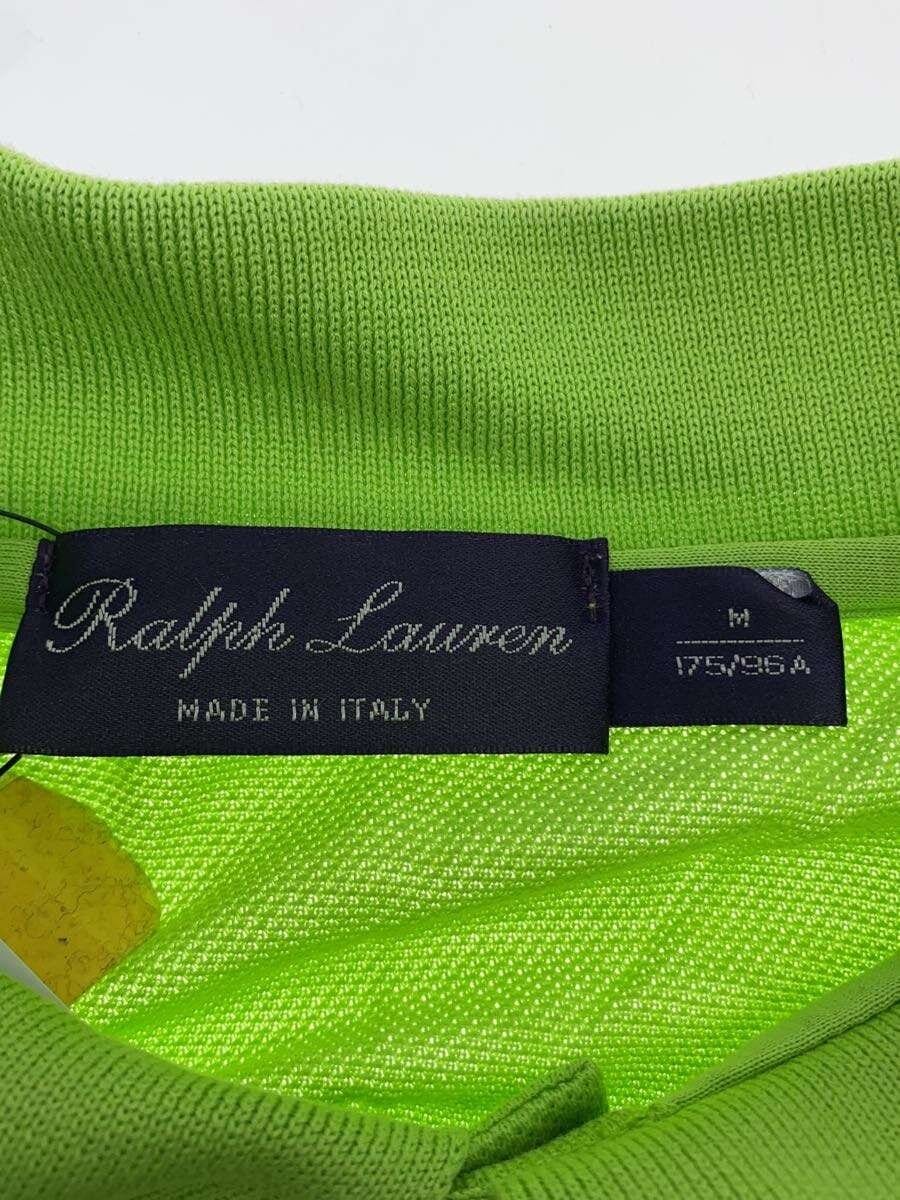 Ralph Lauren
MADE IN ITALY
M
175/96A